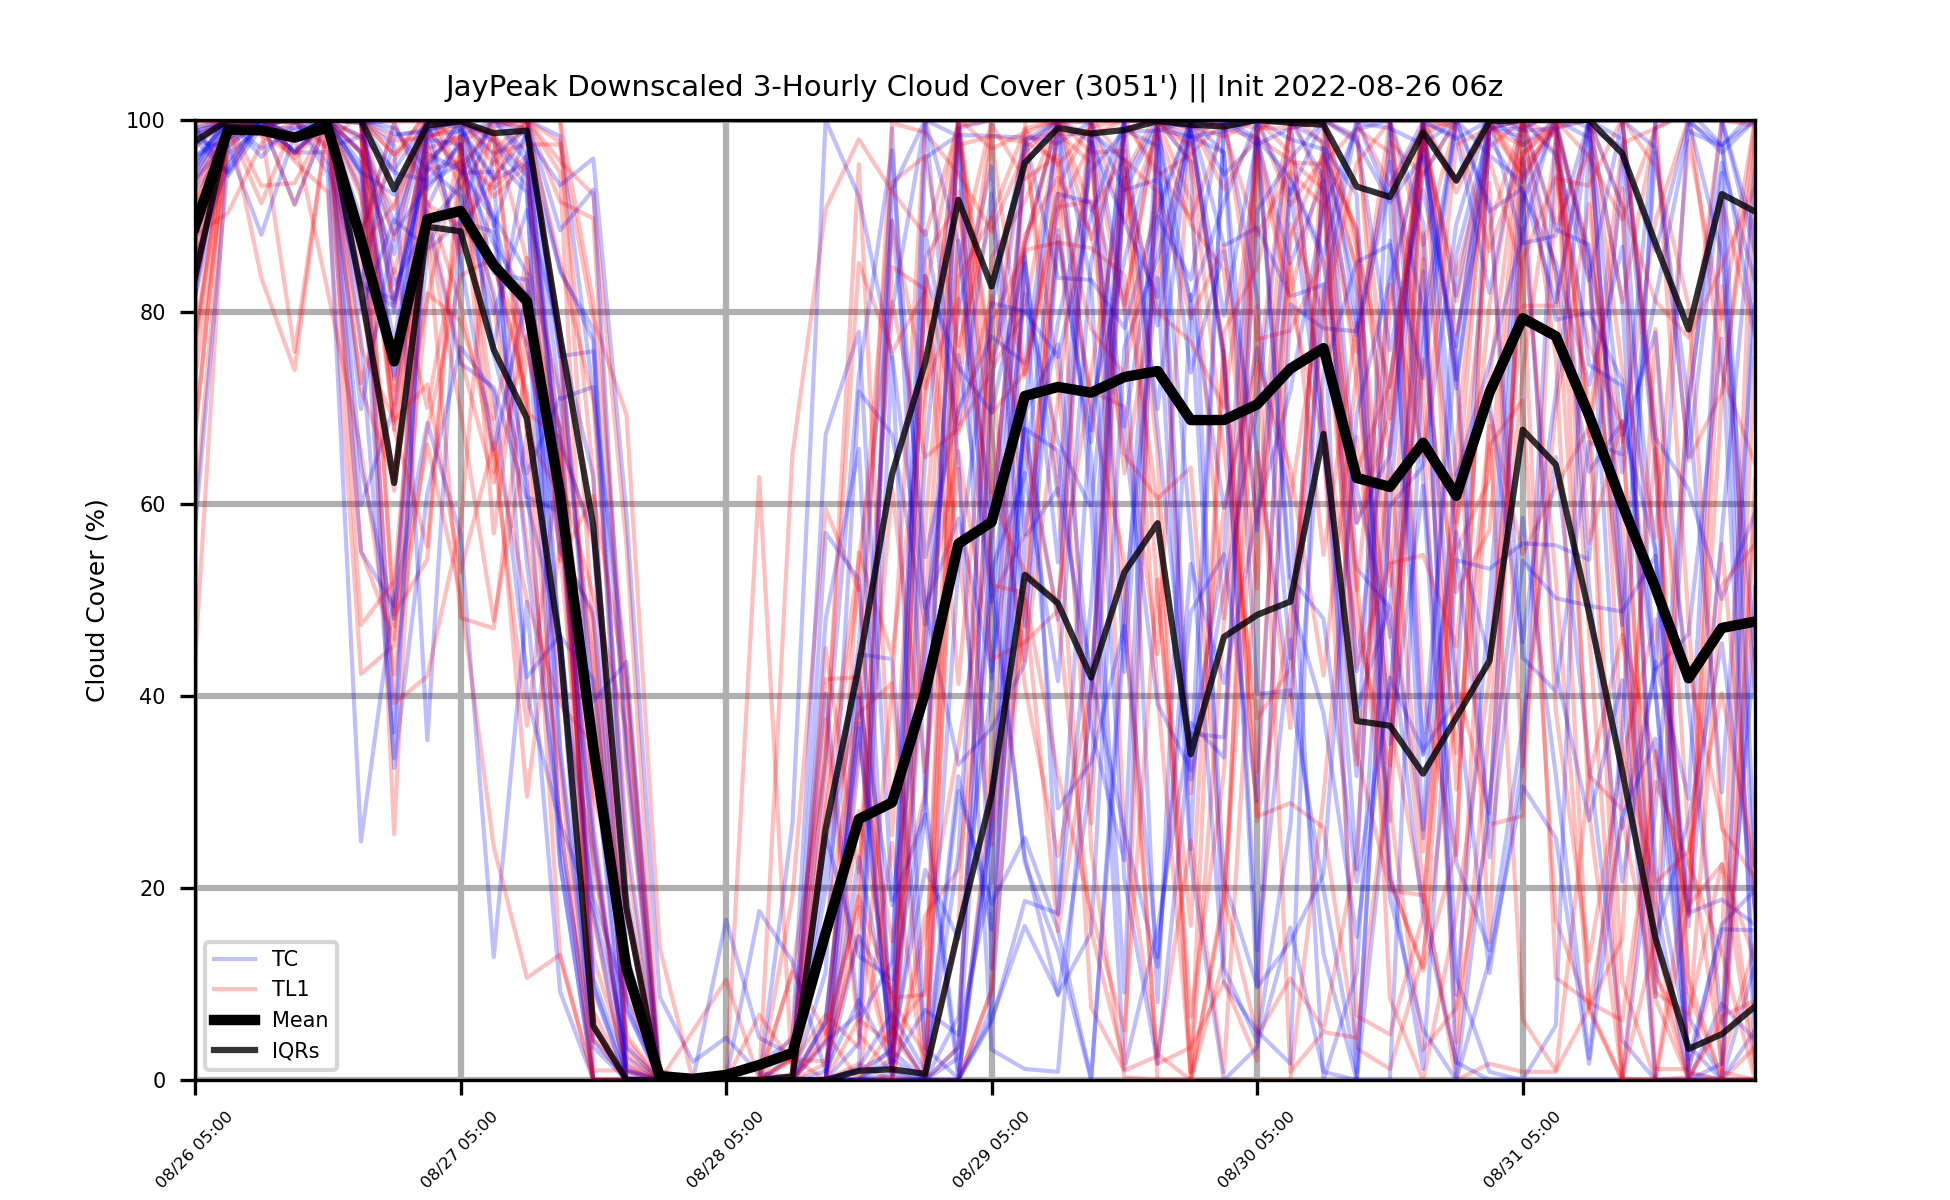 JayPeak Downscaled 3-Hourly Cloud Cover (3051') || Init 2022-08-26 06z
Cloud Cover (%)
100
80
60
40
20
0
TC
TL1
Mean
IQRs
08/26 05:00
08/27 05:00
08/28 05:00
08/29 05:00
08/30 05:00
08/31 05:00